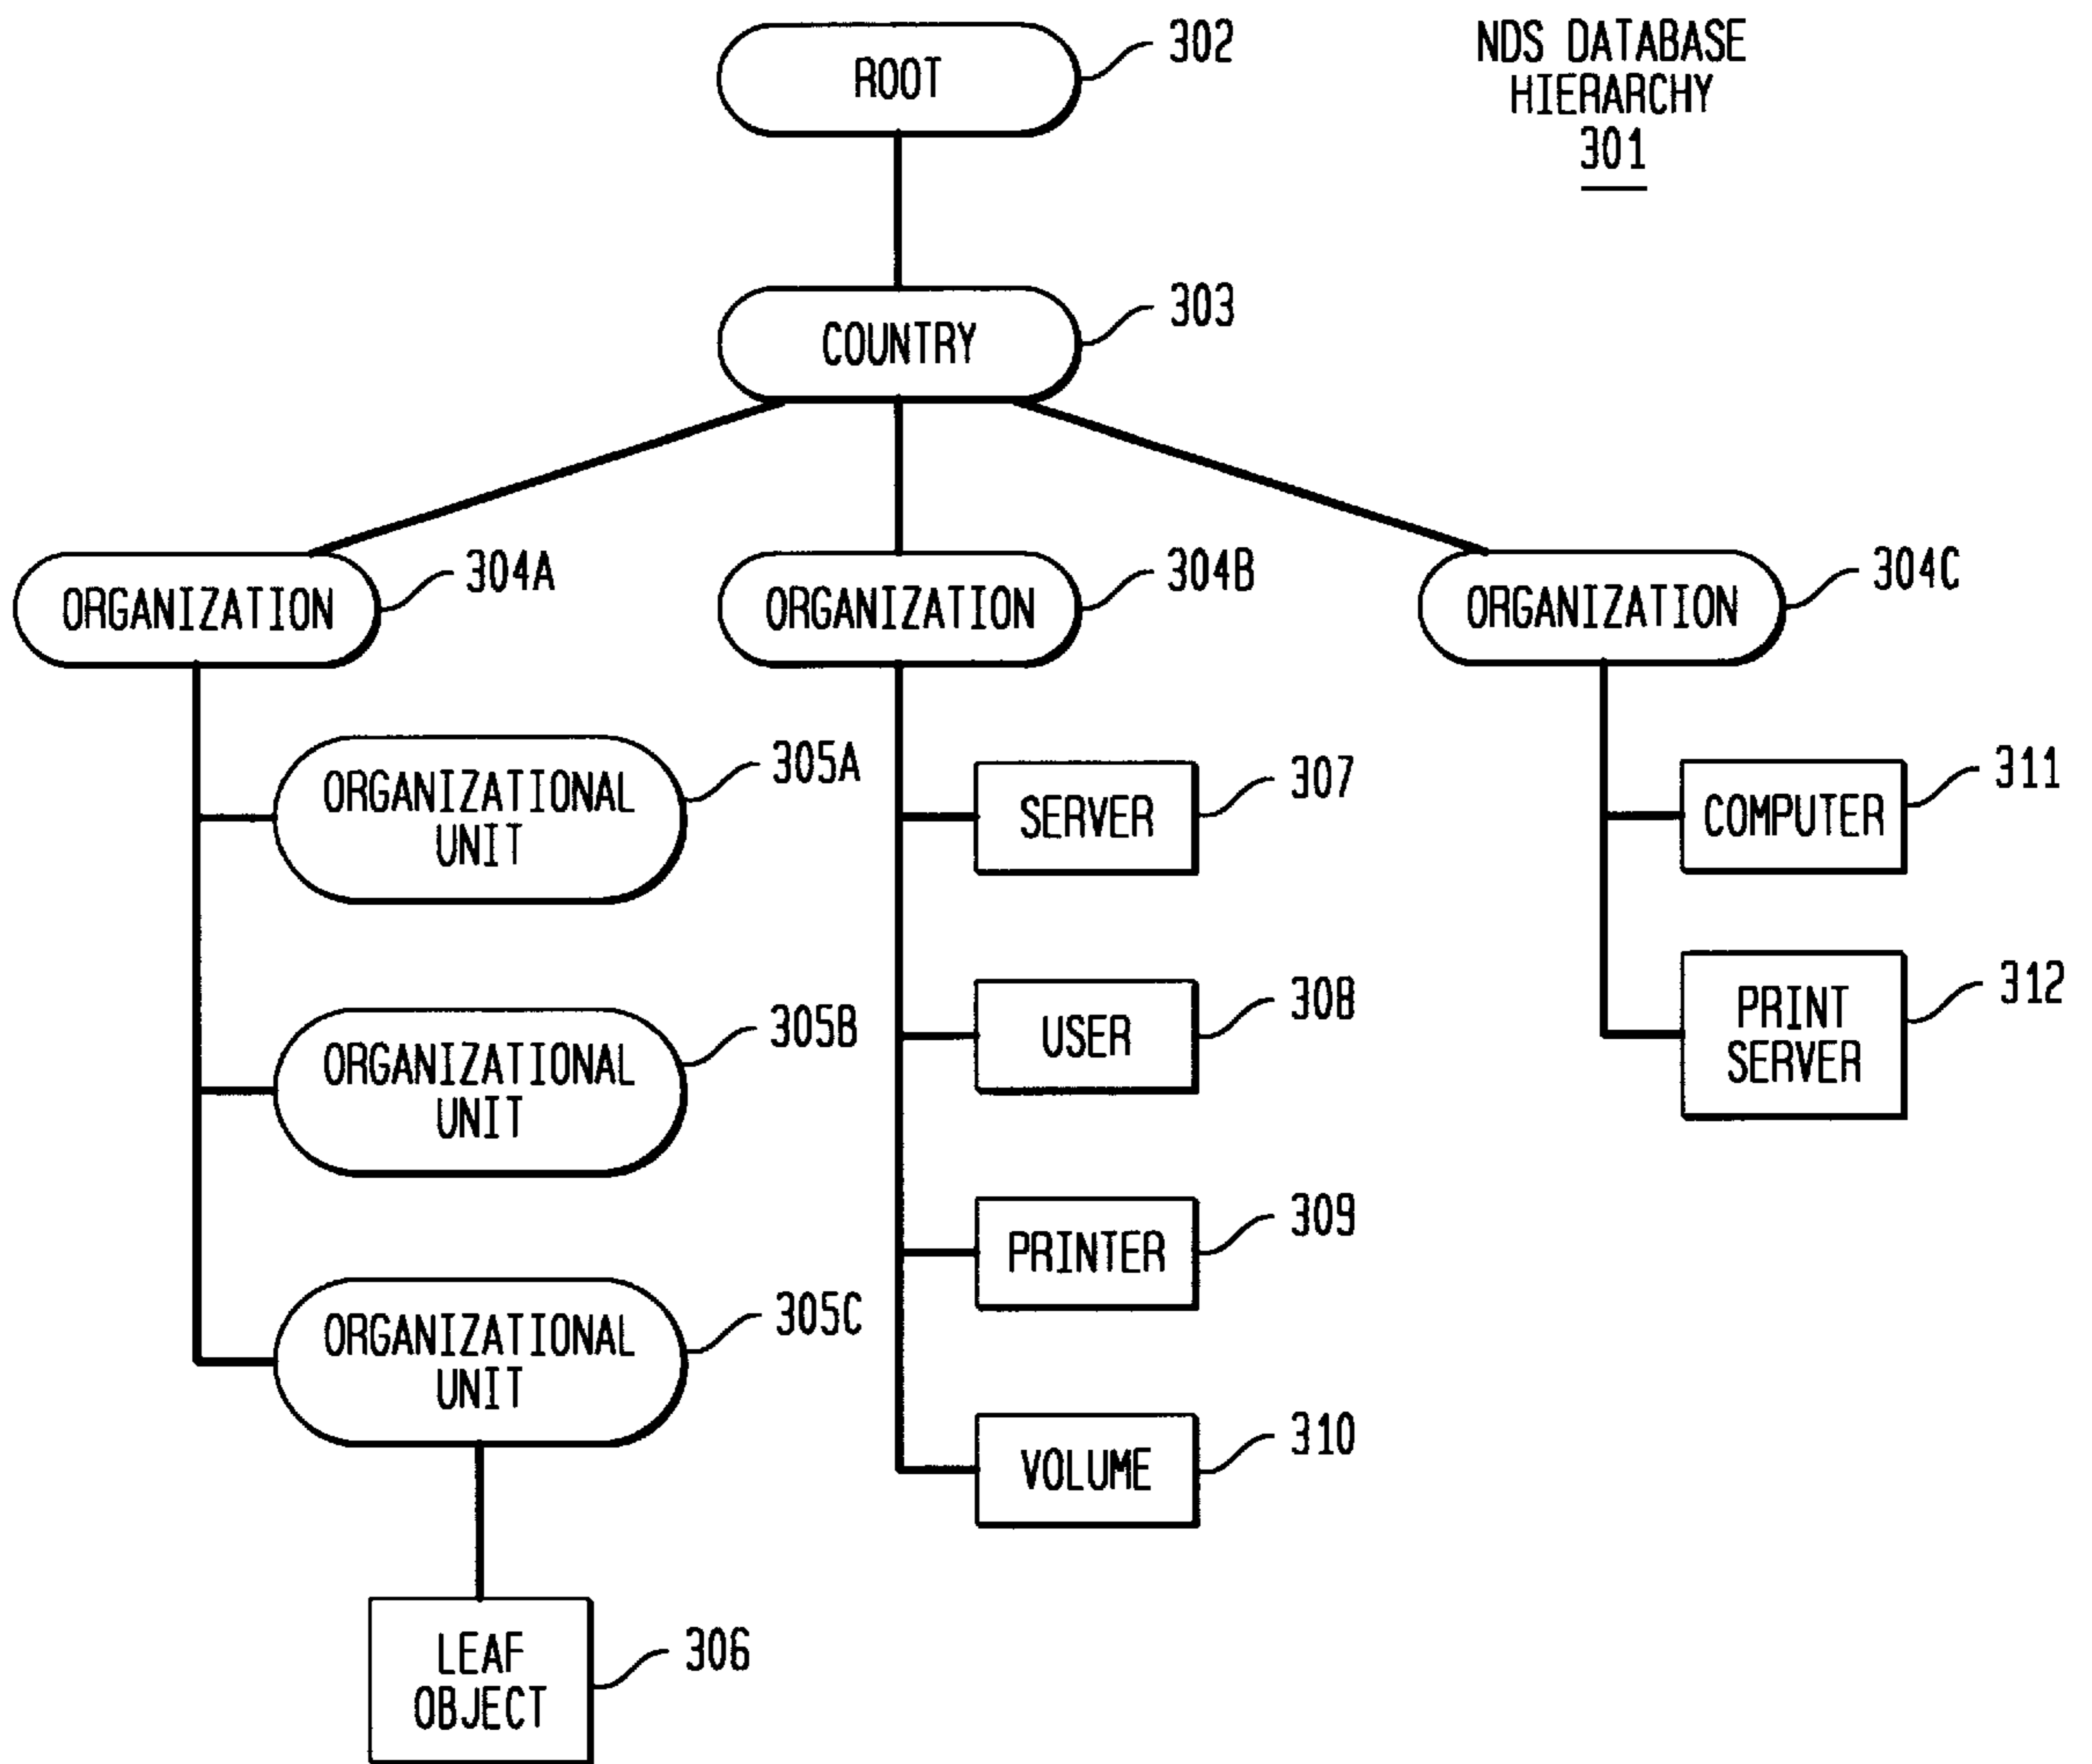 ROOT
302
NDS DATABASE
HIERARCHY
301
COUNTRY
303
ORGANIZATION
304A
ORGANIZATION
304B
ORGANIZATION
304C
ORGANIZATIONAL
UNIT
305A
ORGANIZATIONAL
UNIT
305B
ORGANIZATIONAL
UNIT
305C
LEAF
OBJECT
306
SERVER
307
USER
308
PRINTER
309
VOLUME
310
COMPUTER
311
PRINT
SERVER
312